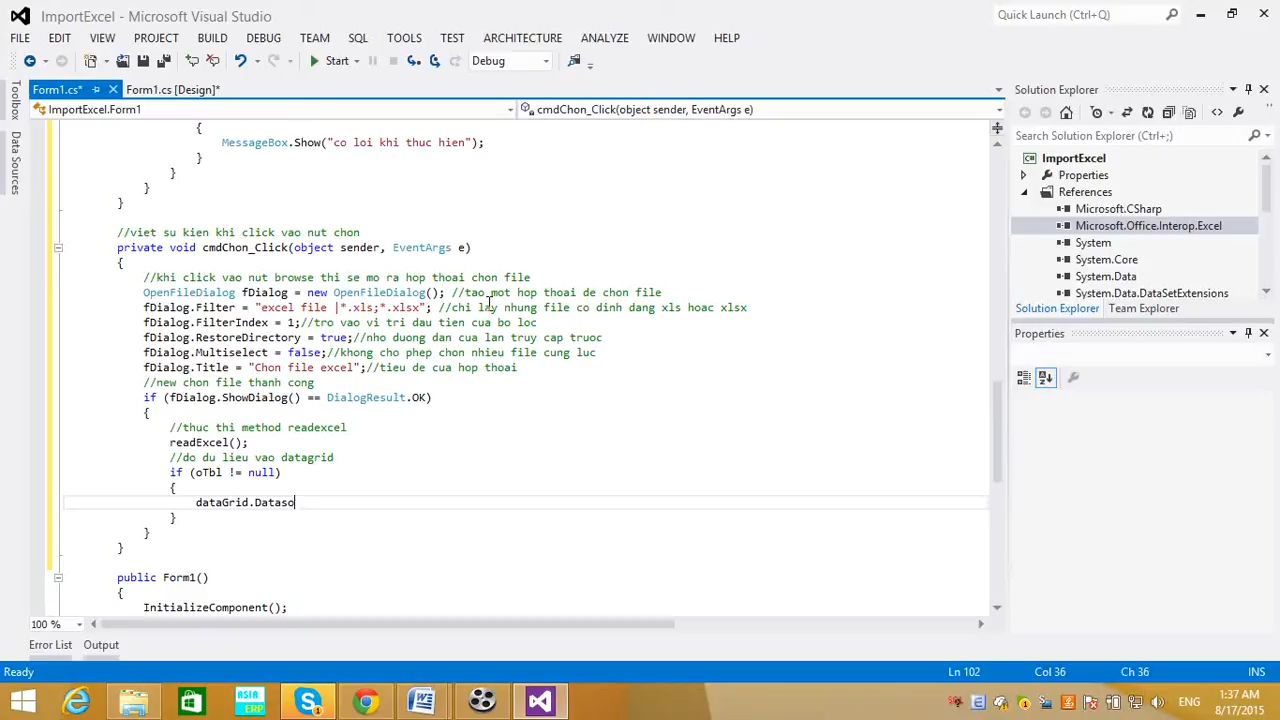 ImportExcel - Microsoft Visual Studio
Quick Launch (Ctrl+Q)
FILE EDIT VIEW PROJECT BUILD DEBUG TEAM SQL TOOLS TEST ARCHITECTURE ANALYZE WINDOW HELP
Start Debug
Form1.cs* Form1.cs [Design]*
ImportExcel.Form1 cmdChon_Click(object sender, EventArgs e)
Toolbox
Data Sources
{
MessageBox.Show("co loi khi thuc hien");
}
}
}
}
//viet su kien khi click vao nut chon
private void cmdChon_Click(object sender, EventArgs e)
{
//khi click vao nut browse thi se mo ra hop thoai chon file
OpenFileDialog fDialog = new OpenFileDialog(); //tao mot hop thoai de chon file
fDialog.Filter = "excel file |*.xls;*.xlsx"; //chi lay nhung file co dinh dang xls hoac xlsx
fDialog.FilterIndex = 1;//tro vao vi tri dau tien cua bo loc
fDialog.RestoreDirectory = true;//nho duong dan cua lan truy cap truoc
fDialog.Multiselect = false;//khong cho phep chon nhieu file cung luc
fDialog.Title = "Chon file excel";//tieu de cua hop thoai
//new chon file thanh cong
if (fDialog.ShowDialog() == DialogResult.OK)
{
//thuc thi method readexcel
readExcel();
//do du lieu vao datagrid
if (oTbl != null)
{
dataGrid.Dataso
}
}
}
public Form1()
{
InitializeComponent();
100 %
Error List Output
Solution Explorer
Search Solution Explorer (Ctrl+;)
ImportExcel
Properties
References
Microsoft.CSharp
Microsoft.Office.Interop.Excel
System
System.Core
System.Data
System.Data.DataSetExtensions
Solution Explorer Team Explorer
Properties
Ready Ln 102 Col 36 Ch 36 INS
ASIA
ERP
ENG
1:37 AM
8/17/2015